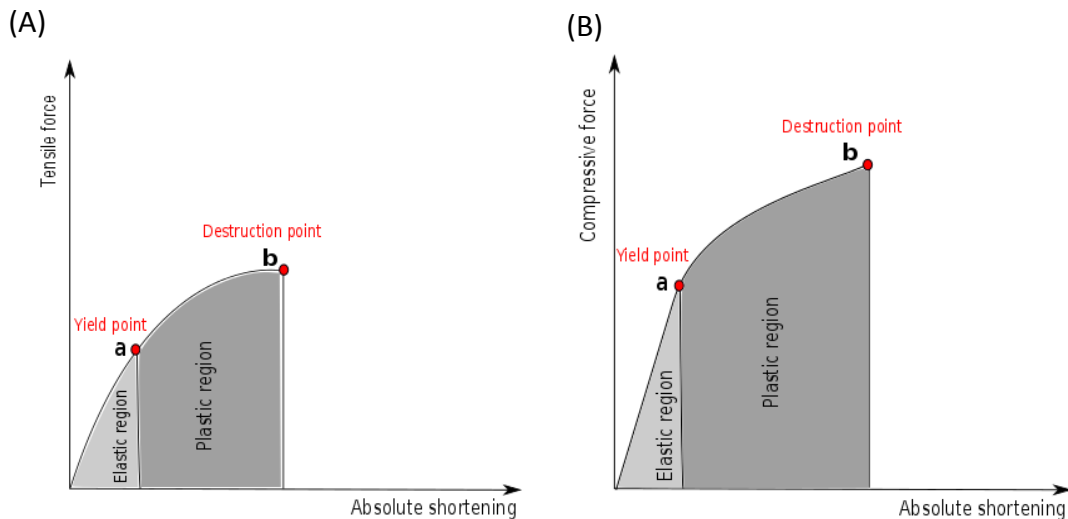 (A)
Tensile force
Destruction point
b
Yield point
a
Elastic region
Plastic region
Absolute shortening
(B)
Compressive force
Destruction point
b
Yield point
a
Elastic region
Plastic region
Absolute shortening